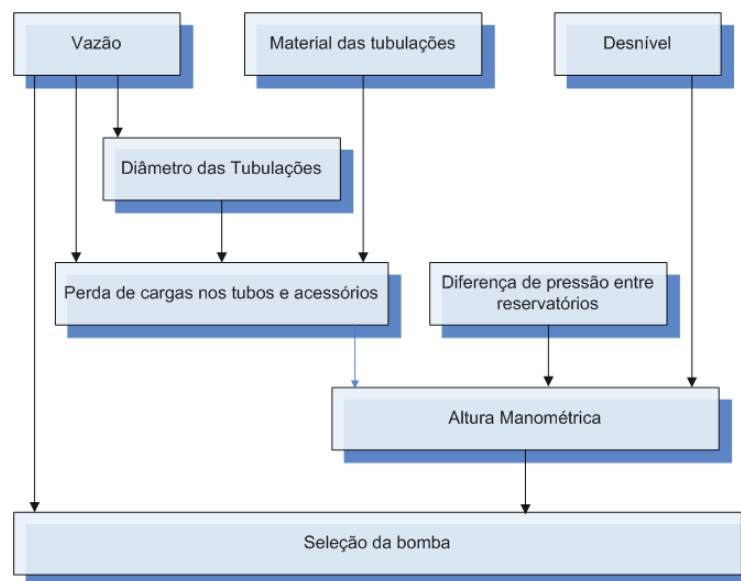 Vazão
Material das tubulações
Desnível
Diâmetro das Tubulações
Perda de cargas nos tubos e acessórios
Diferença de pressão entre
reservatórios
Altura Manométrica
Seleção da bomba